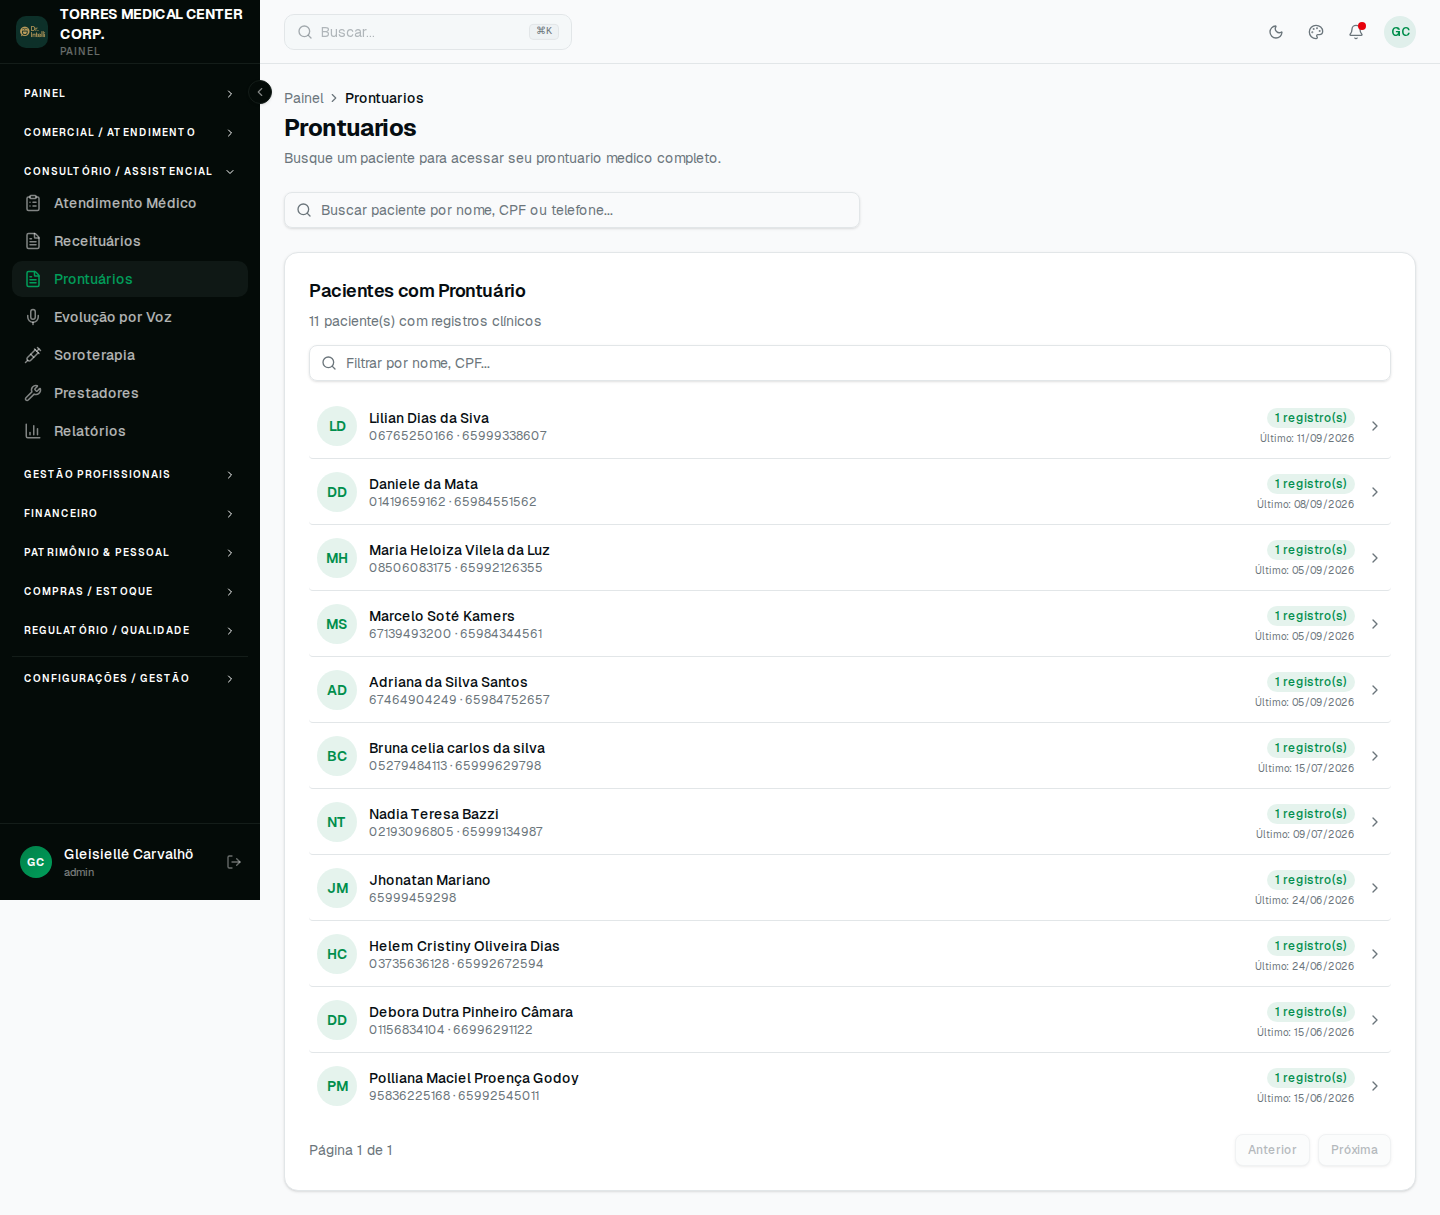 TORRES MEDICAL CENTER
CORP.
PAINEL
Dr.
Intelli
Buscar...
⌘K
GC
PAINEL
COMERCIAL / ATENDIMENTO
CONSULTÓRIO / ASSISTENCIAL
Atendimento Médico
Receituários
Prontuários
Evolução por Voz
Soroterapia
Prestadores
Relatórios
GESTÃO PROFISSIONAIS
FINANCEIRO
PATRIMÔNIO & PESSOAL
COMPRAS / ESTOQUE
REGULATÓRIO / QUALIDADE
CONFIGURAÇÕES / GESTÃO
GC
Gleisiellé Carvalhö
admin
Painel > Prontuarios
Prontuarios
Busque um paciente para acessar seu prontuario medico completo.
Buscar paciente por nome, CPF ou telefone...
Pacientes com Prontuário
11 paciente(s) com registros clínicos
Filtrar por nome, CPF...
LD
Lilian Dias da Siva
06765250166 · 65999338607
1 registro(s)
Último: 11/09/2026
DD
Daniele da Mata
01419659162 · 65984551562
1 registro(s)
Último: 08/09/2026
MH
Maria Heloiza Vilela da Luz
08506083175 · 65992126355
1 registro(s)
Último: 05/09/2026
MS
Marcelo Soté Kamers
67139493200 · 65984344561
1 registro(s)
Último: 05/09/2026
AD
Adriana da Silva Santos
67464904249 · 65984752657
1 registro(s)
Último: 05/09/2026
BC
Bruna celia carlos da silva
05279484113 · 65999629798
1 registro(s)
Último: 15/07/2026
NT
Nadia Teresa Bazzi
02193096805 · 65999134987
1 registro(s)
Último: 09/07/2026
JM
Jhonatan Mariano
65999459298
1 registro(s)
Último: 24/06/2026
HC
Helem Cristiny Oliveira Dias
03735636128 · 65992672594
1 registro(s)
Último: 24/06/2026
DD
Debora Dutra Pinheiro Câmara
01156834104 · 66996291122
1 registro(s)
Último: 15/06/2026
PM
Polliana Maciel Proença Godoy
95836225168 · 65992545011
1 registro(s)
Último: 15/06/2026
Página 1 de 1
Anterior
Próxima